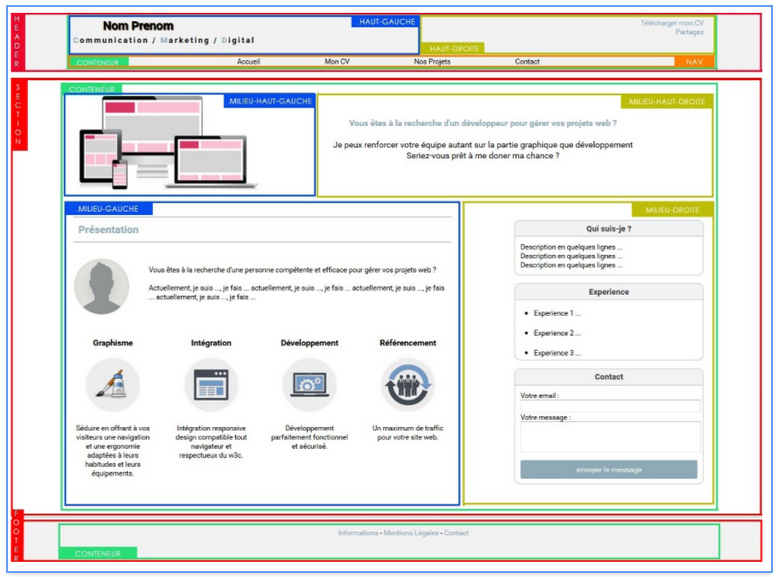 HEADER
Nom Prenom
Communication / Marketing / Digital
.HAUT-GAUCHE
Télécharger mon CV
Partagez
.HAUT-DROITE
.CONTENEUR
Accueil
Mon CV
Nos Projets
Contact
NAV
SECTION
.CONTENEUR
.MILIEU-HAUT-GAUCHE
.MILIEU-HAUT-DROITE
Vous êtes à la recherche d'un développeur pour gérer vos projets web ?
Je peux renforcer votre équipe autant sur la partie graphique que développement
Seriez-vous prêt à me doner ma chance ?
.MILIEU-GAUCHE
Présentation
Vous êtes à la recherche d'une personne compétente et efficace pour gérer vos projets web ?
Actuellement, je suis ..., je fais ... actuellement, je suis ..., je fais ... actuellement, je suis ..., je fais
... actuellement, je suis ..., je fais ...
Graphisme
Séduire en offrant à vos
visiteurs une navigation
et une ergonomie
adaptées à leurs
habitudes et leurs
équipements.
Intégration
Intégration responsive
design compatible tout
navigateur et
respectueux du w3c.
Développement
Développement
parfaitement fonctionnel
et sécurisé.
Référencement
Un maximum de traffic
pour votre site web.
.MILIEU-DROITE
Qui suis-je ?
Description en quelques lignes ...
Description en quelques lignes ...
Description en quelques lignes ...
Experience
• Experience 1 ...
• Experience 2 ...
• Experience 3 ...
Contact
Votre email :
Votre message :
envoyer le message
FOOTER
Informations - Mentions Légales - Contact
.CONTENEUR